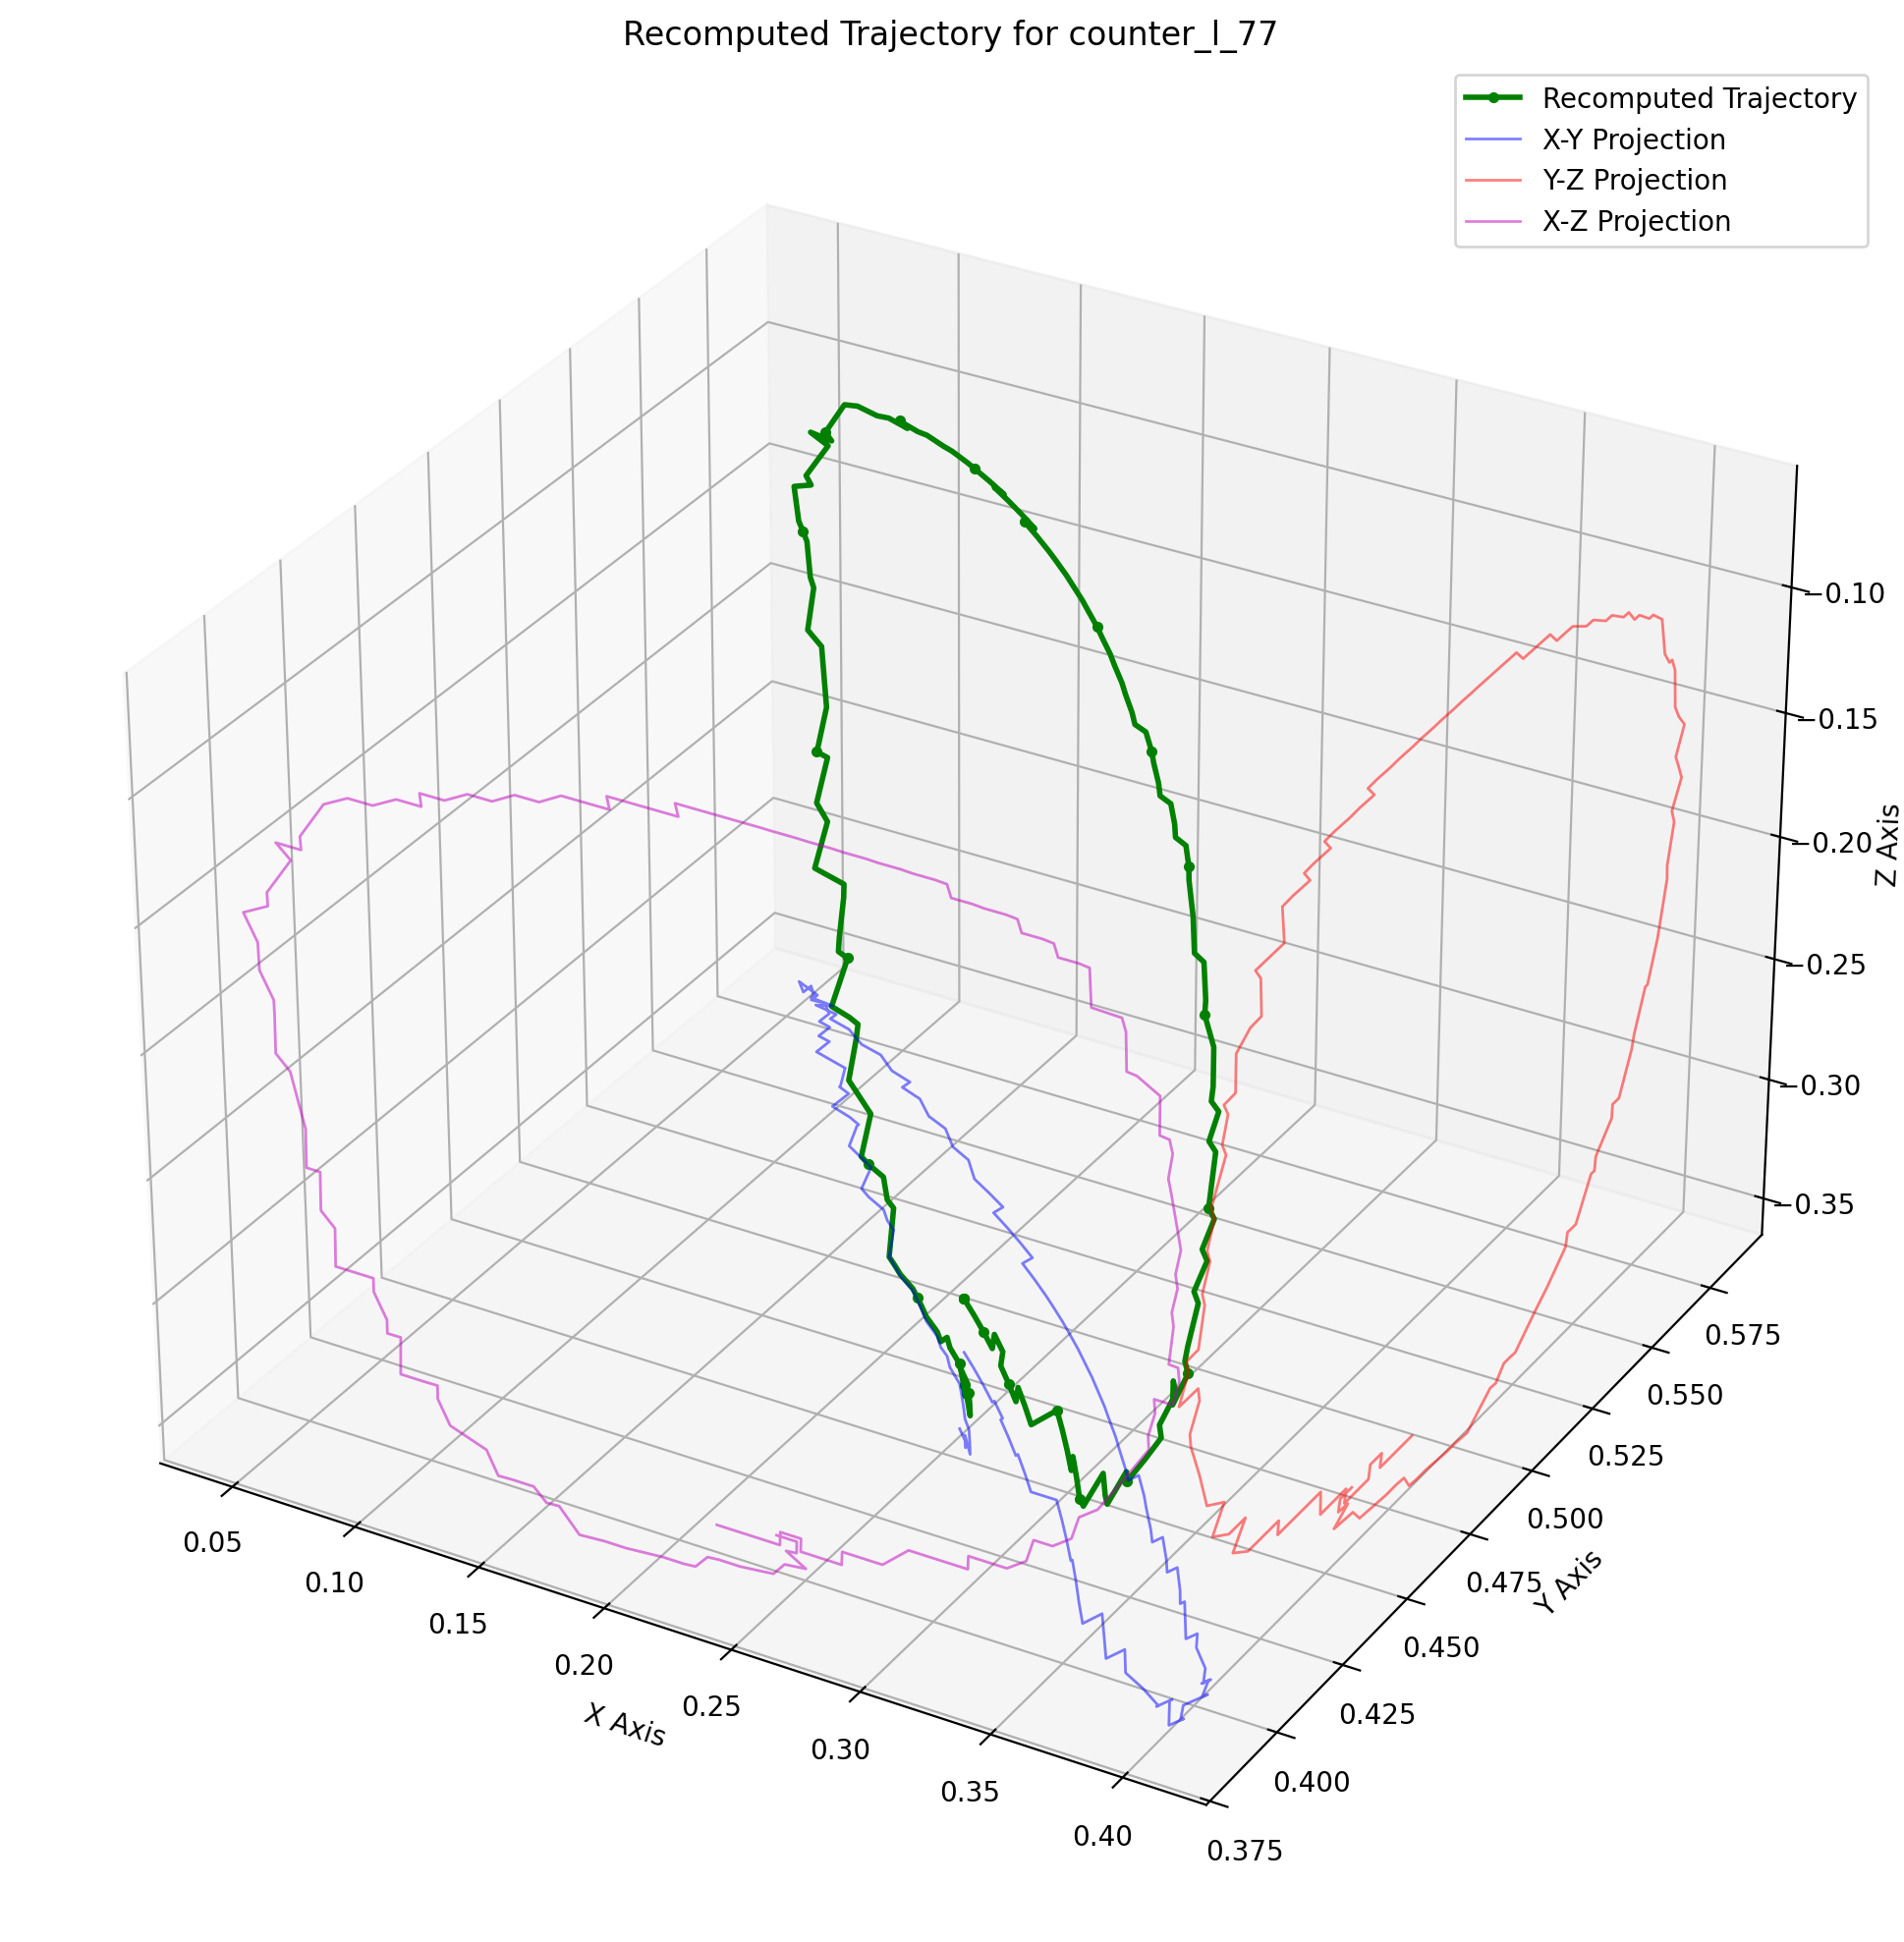 Recomputed Trajectory for counter_l_77
Recomputed Trajectory
X-Y Projection
Y-Z Projection
X-Z Projection
−0.10
−0.15
−0.20
−0.25
−0.30
−0.35
Z Axis
0.575
0.550
0.525
0.500
0.475
0.450
0.425
0.400
0.375
Y Axis
0.05
0.10
0.15
0.20
0.25
0.30
0.35
0.40
X Axis